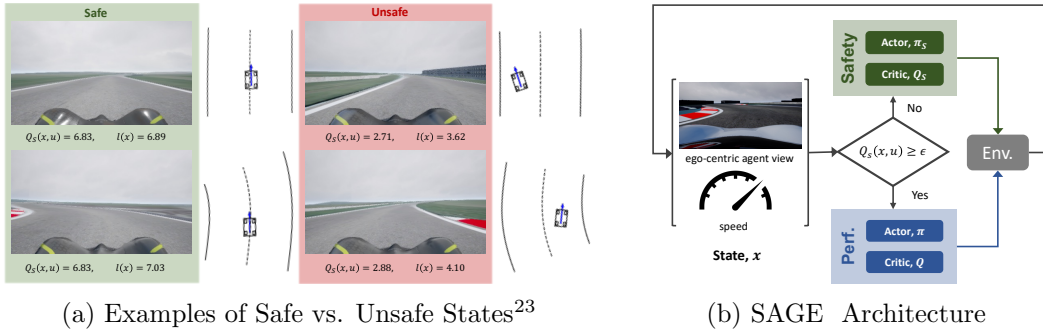 Safe
Unsafe
Q_S(x, u) = 6.83, l(x) = 6.89
Q_S(x, u) = 2.71, l(x) = 3.62
Q_S(x, u) = 6.83, l(x) = 7.03
Q_S(x, u) = 2.88, l(x) = 4.10
(a) Examples of Safe vs. Unsafe States²³
ego-centric agent view
speed
State, x
Safety
Actor, π_S
Critic, Q_S
No
Q_s(x, u) ≥ ϵ
Env.
Yes
Perf.
Actor, π
Critic, Q
(b) SAGE Architecture